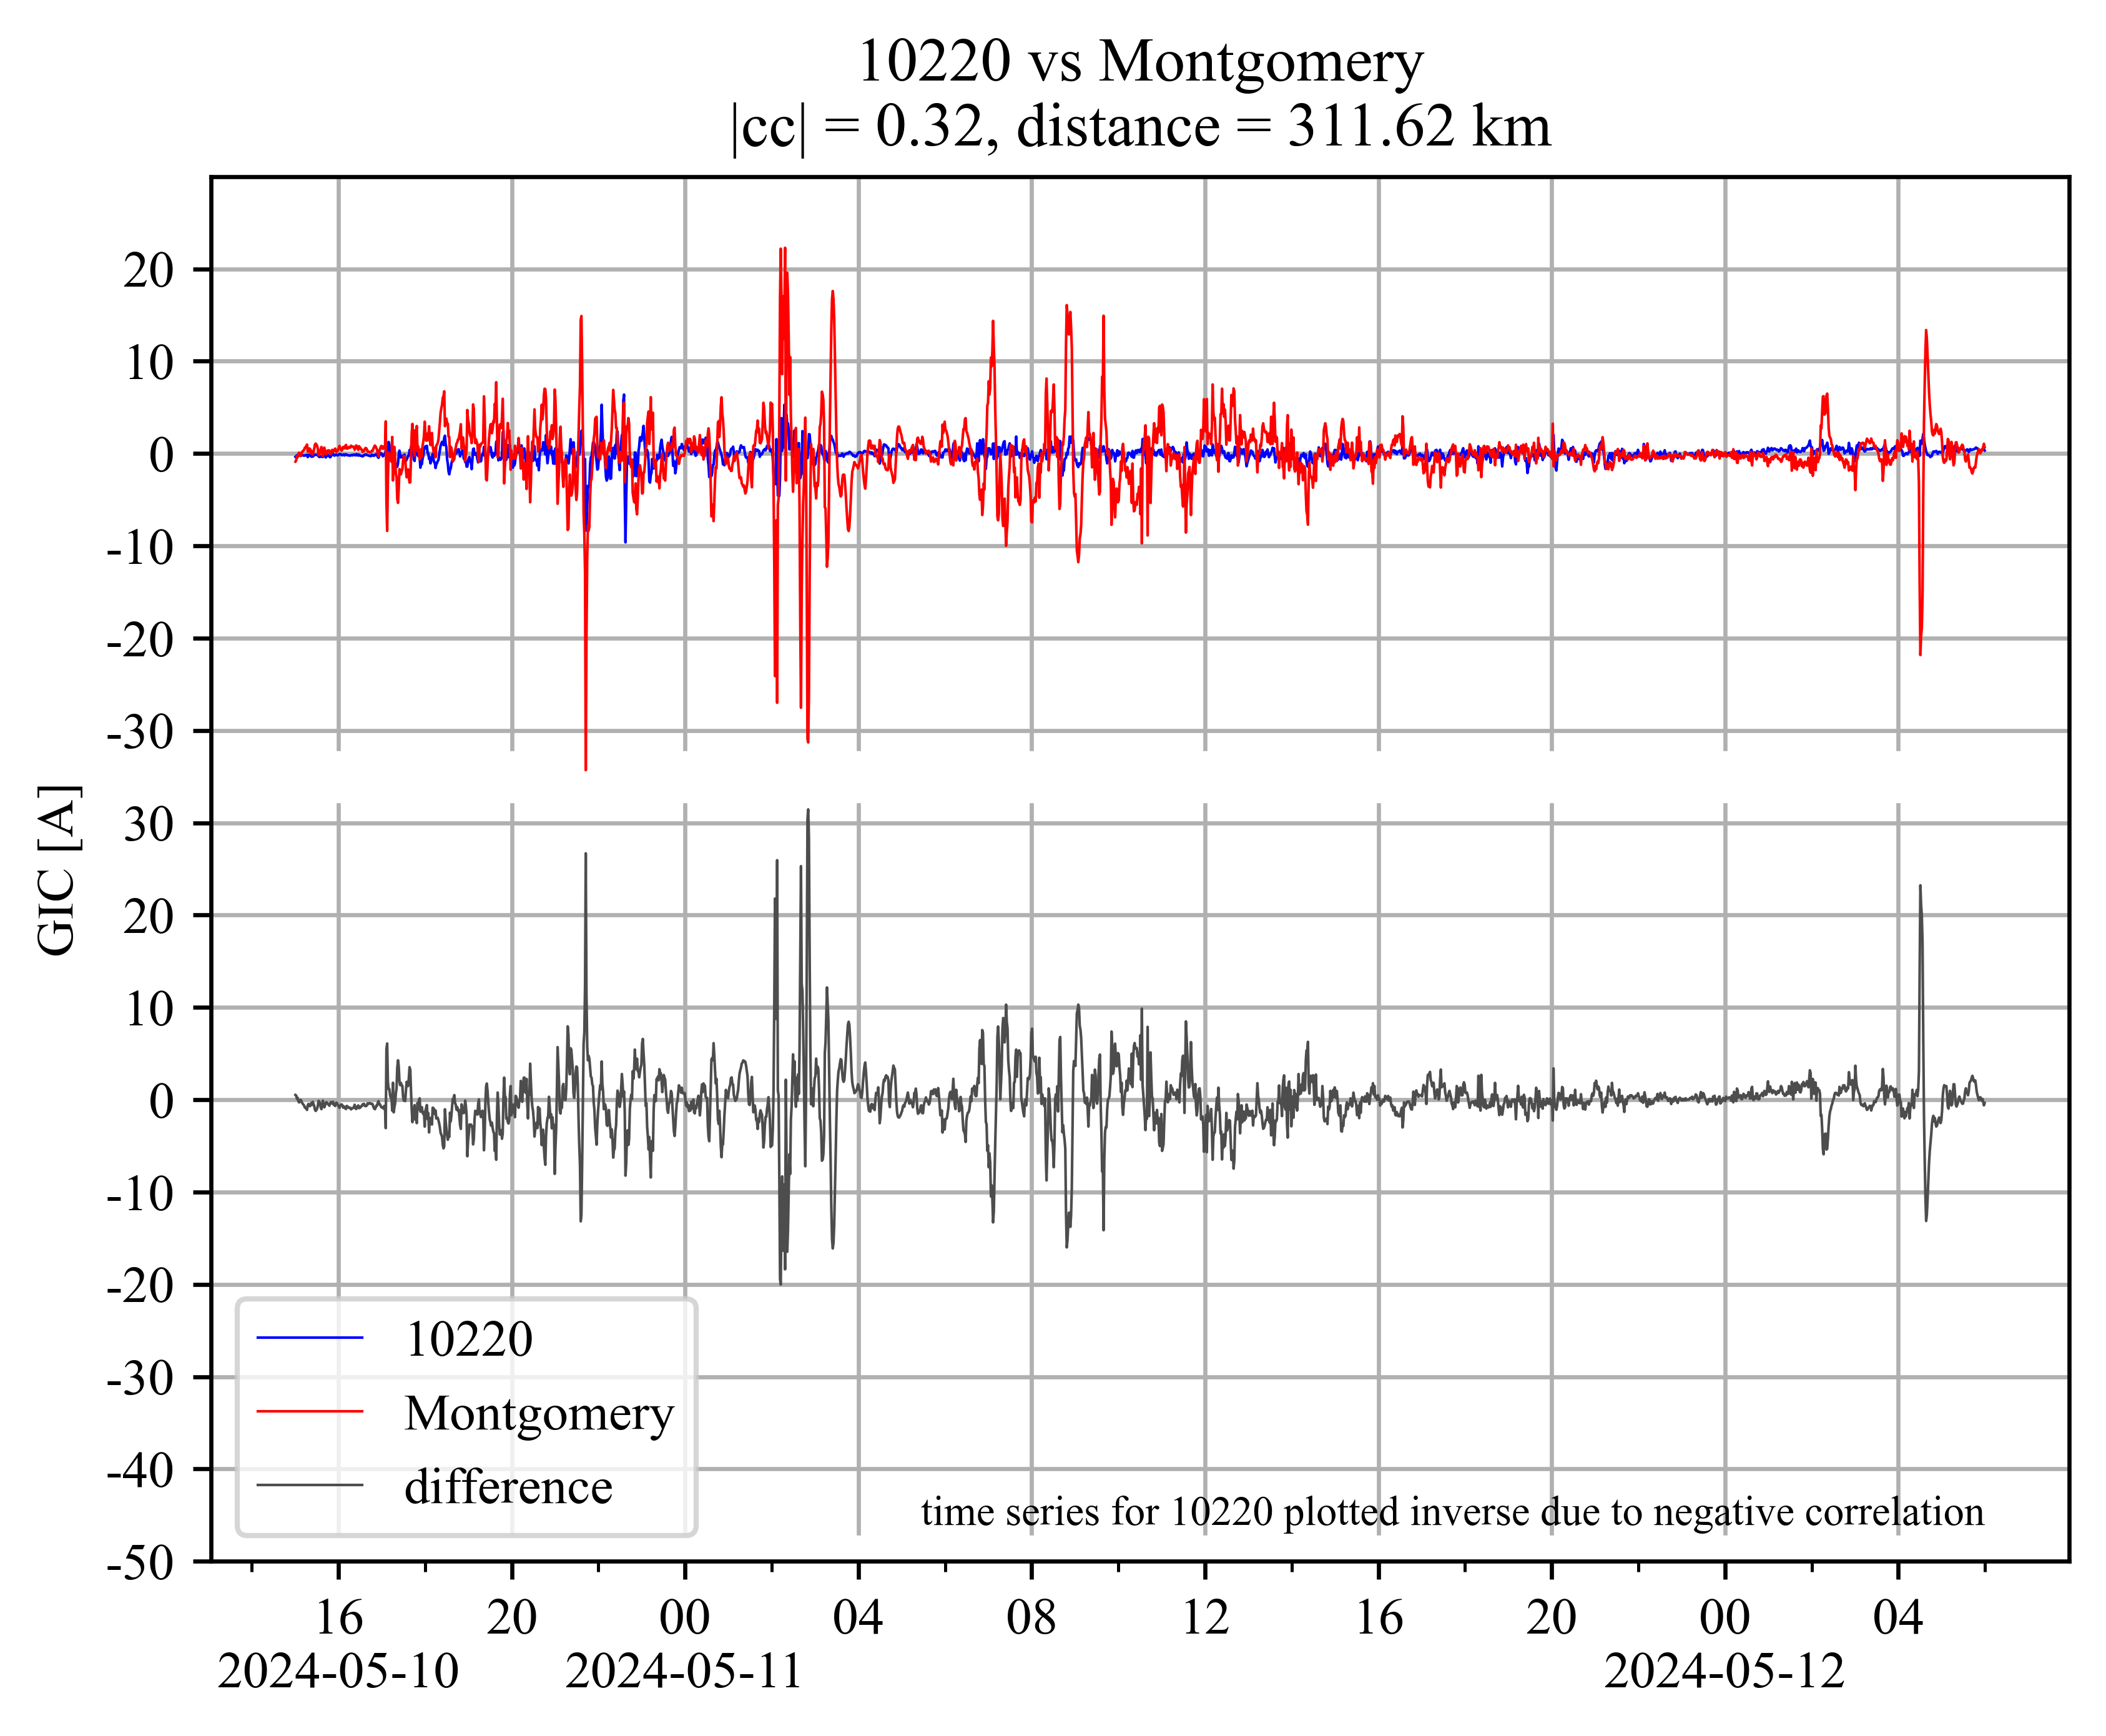 10220 vs Montgomery
|cc| = 0.32, distance = 311.62 km
GIC [A]
20
10
0
-10
-20
-30
30
20
10
0
-10
-20
-30
-40
-50
10220
Montgomery
difference
time series for 10220 plotted inverse due to negative correlation
16 20 00 04 08 12 16 20 00 04
2024-05-10 2024-05-11 2024-05-12